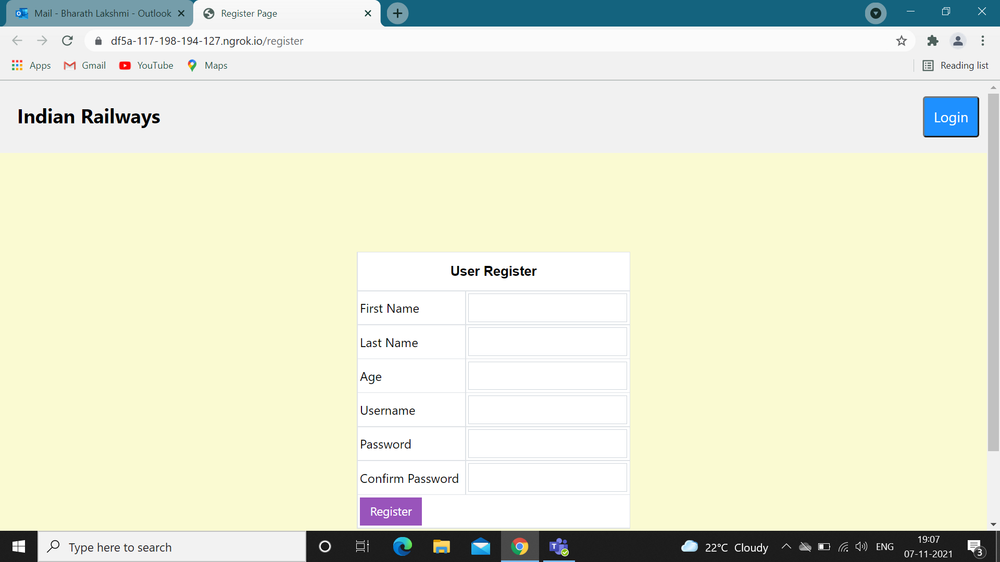 Mail - Bharath Lakshmi - Outlook
Register Page
df5a-117-198-194-127.ngrok.io/register
Apps
Gmail
YouTube
Maps
Reading list
Indian Railways
Login
User Register
First Name
Last Name
Age
Username
Password
Confirm Password
Register
Type here to search
T
22°C Cloudy
ENG
19:07
07-11-2021
3